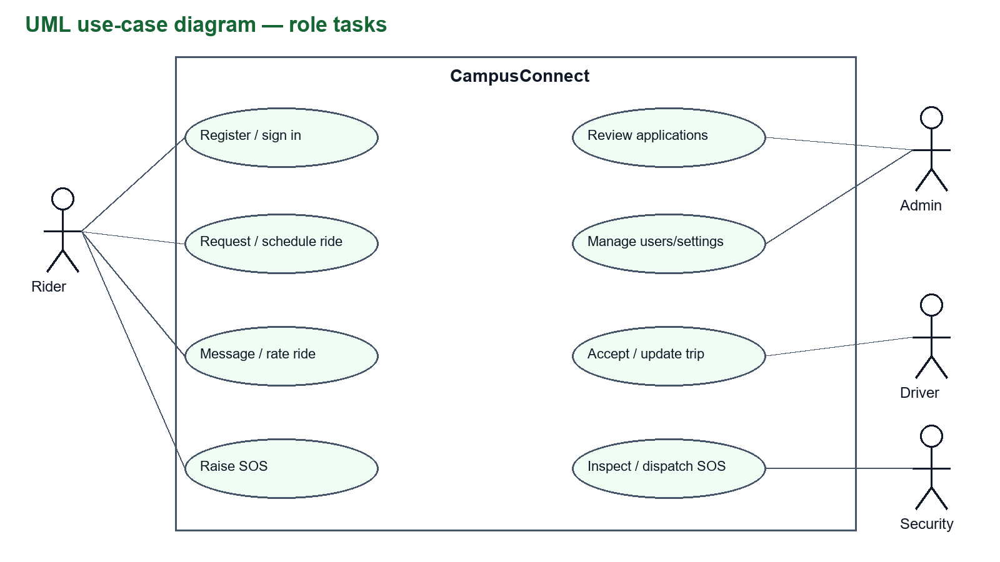 UML use-case diagram — role tasks
CampusConnect
Register / sign in
Review applications
Admin
Request / schedule ride
Manage users/settings
Rider
Message / rate ride
Accept / update trip
Driver
Raise SOS
Inspect / dispatch SOS
Security